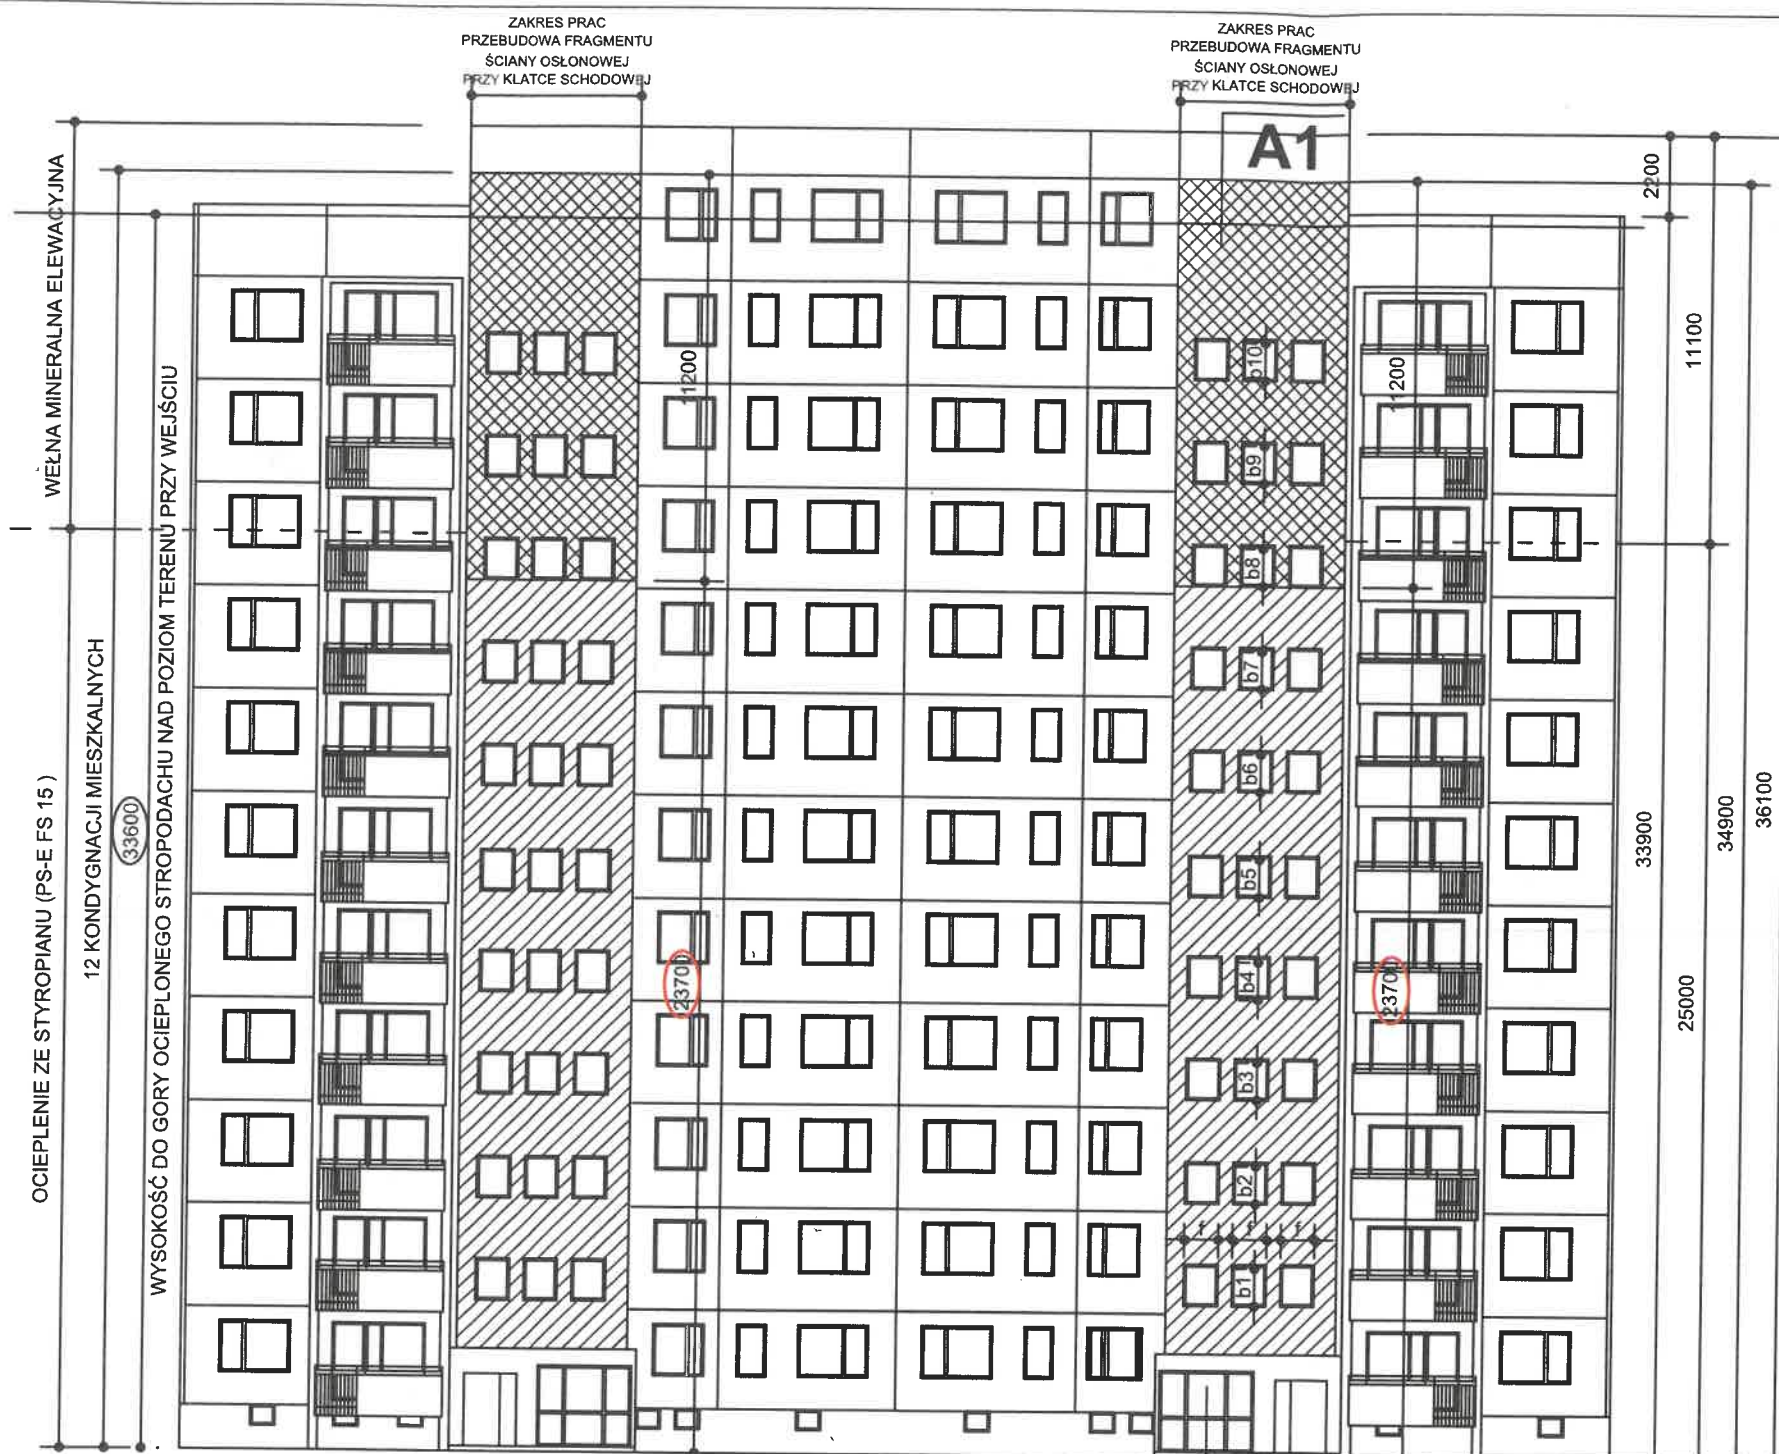 ZAKRES PRAC
PRZEBUDOWA FRAGMENTU
ŚCIANY OSŁONOWEJ
PRZY KLATCE SCHODOWEJ
ZAKRES PRAC
PRZEBUDOWA FRAGMENTU
ŚCIANY OSŁONOWEJ
PRZY KLATCE SCHODOWEJ
A1
WEŁNA MINERALNA ELEWACYJNA
OCIEPLENIE ZE STYROPIANU (PS-E FS 15 )
12 KONDYGNACJI MIESZKALNYCH
33600
WYSOKOŚĆ DO GORY OCIEPLONEGO STROPODACHU NAD POZIOM TERENU PRZY WEJŚCIU
11200
23700
b10
b9
b8
b7
b6
b5
b4
b3
b2
f f f
b1
11200
23700
2200
11100
33900
25000
34900
36100